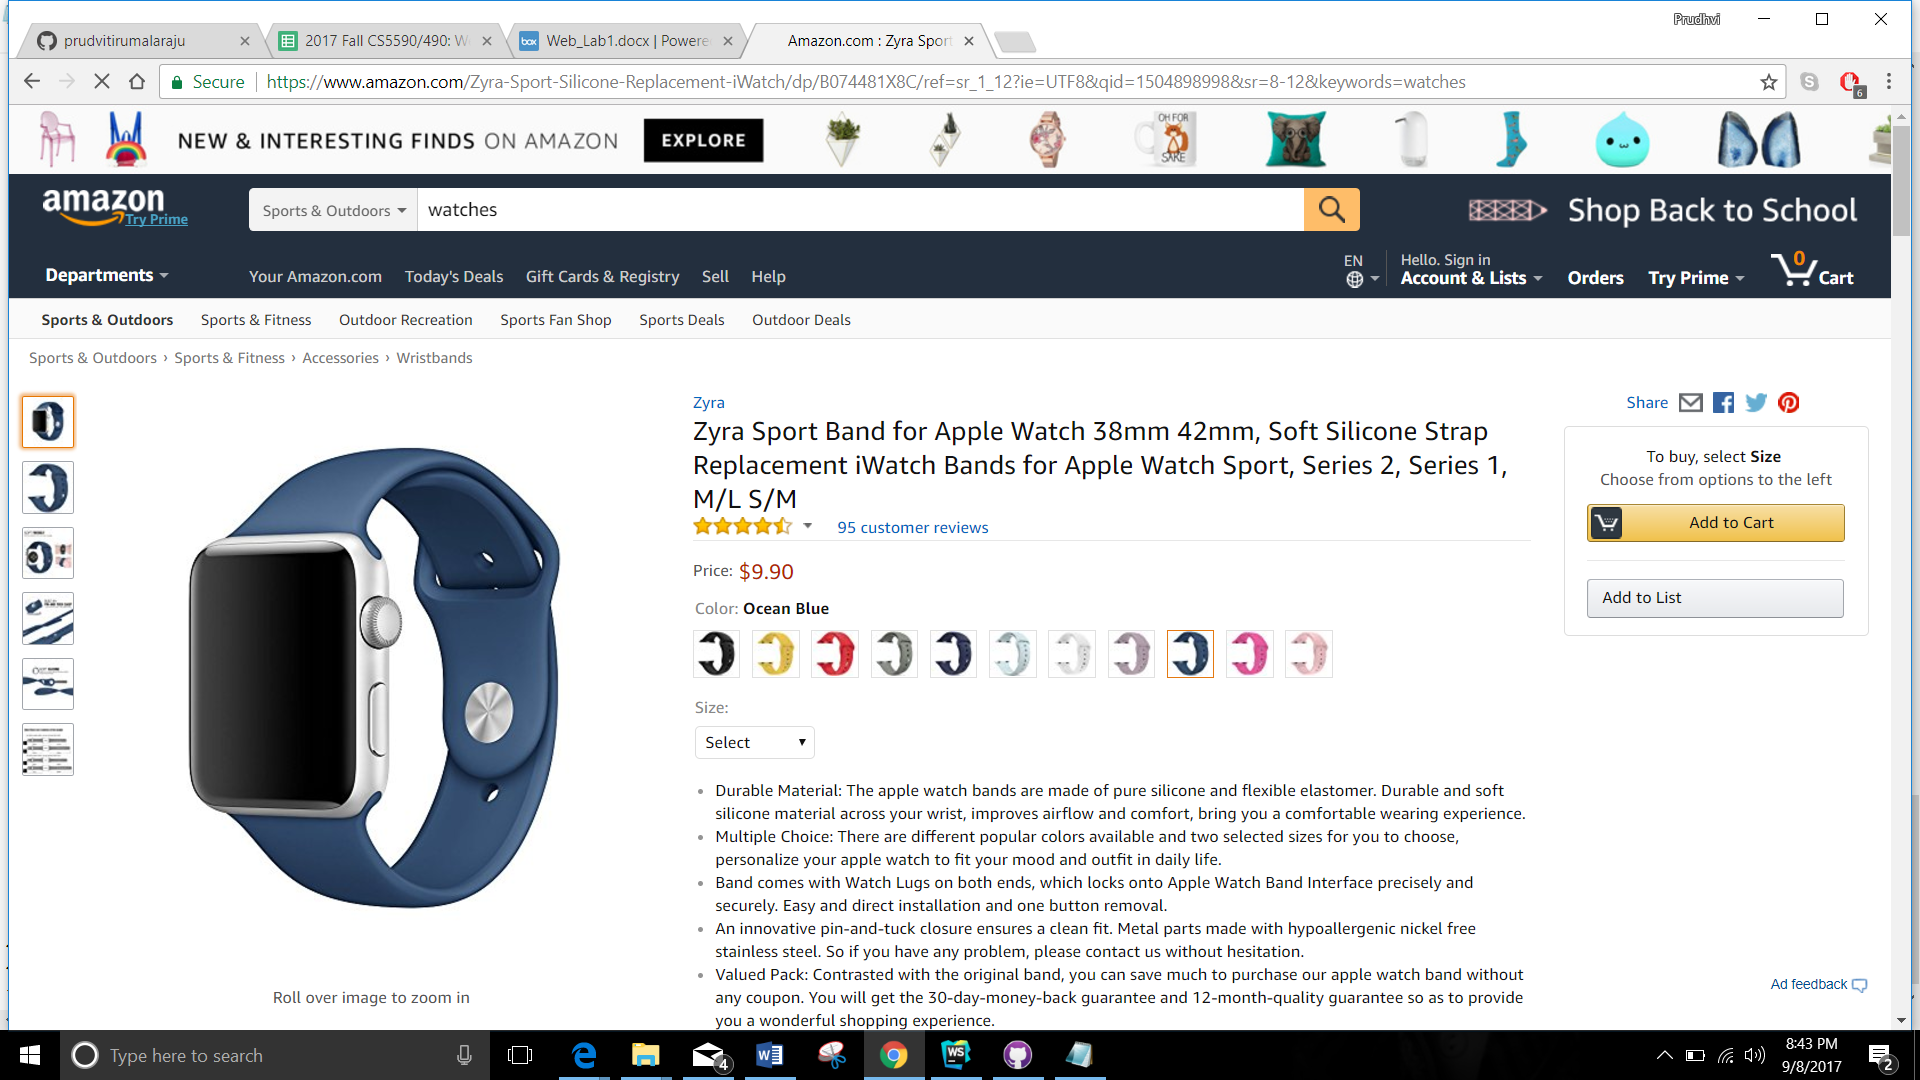 Prudhvi
prudvitirumalaraju
2017 Fall CS5590/490: We
Web_Lab1.docx | Powere
Amazon.com : Zyra Sport
Secure
https://www.amazon.com/Zyra-Sport-Silicone-Replacement-iWatch/dp/B074481X8C/ref=sr_1_12?ie=UTF8&qid=1504898998&sr=8-12&keywords=watches
6
NEW & INTERESTING FINDS ON AMAZON
EXPLORE
OH FOR
SAKE
amazon
Try Prime
Sports & Outdoors
watches
Shop Back to School
Departments
Your Amazon.com
Today's Deals
Gift Cards & Registry
Sell
Help
EN
Hello. Sign in
Account & Lists
Orders
Try Prime
0
Cart
Sports & Outdoors
Sports & Fitness
Outdoor Recreation
Sports Fan Shop
Sports Deals
Outdoor Deals
Sports & Outdoors › Sports & Fitness › Accessories › Wristbands
Zyra
Zyra Sport Band for Apple Watch 38mm 42mm, Soft Silicone Strap
Replacement iWatch Bands for Apple Watch Sport, Series 2, Series 1,
M/L S/M
95 customer reviews
Price: $9.90
Color: Ocean Blue
Size:
Select
Durable Material: The apple watch bands are made of pure silicone and flexible elastomer. Durable and soft
silicone material across your wrist, improves airflow and comfort, bring you a comfortable wearing experience.
Multiple Choice: There are different popular colors available and two selected sizes for you to choose,
personalize your apple watch to fit your mood and outfit in daily life.
Band comes with Watch Lugs on both ends, which locks onto Apple Watch Band Interface precisely and
securely. Easy and direct installation and one button removal.
An innovative pin-and-tuck closure ensures a clean fit. Metal parts made with hypoallergenic nickel free
stainless steel. So if you have any problem, please contact us without hesitation.
Valued Pack: Contrasted with the original band, you can save much to purchase our apple watch band without
any coupon. You will get the 30-day-money-back guarantee and 12-month-quality guarantee so as to provide
you a wonderful shopping experience.
Roll over image to zoom in
Share
To buy, select Size
Choose from options to the left
Add to Cart
Add to List
Ad feedback
Type here to search
4
WS
8:43 PM
9/8/2017
2